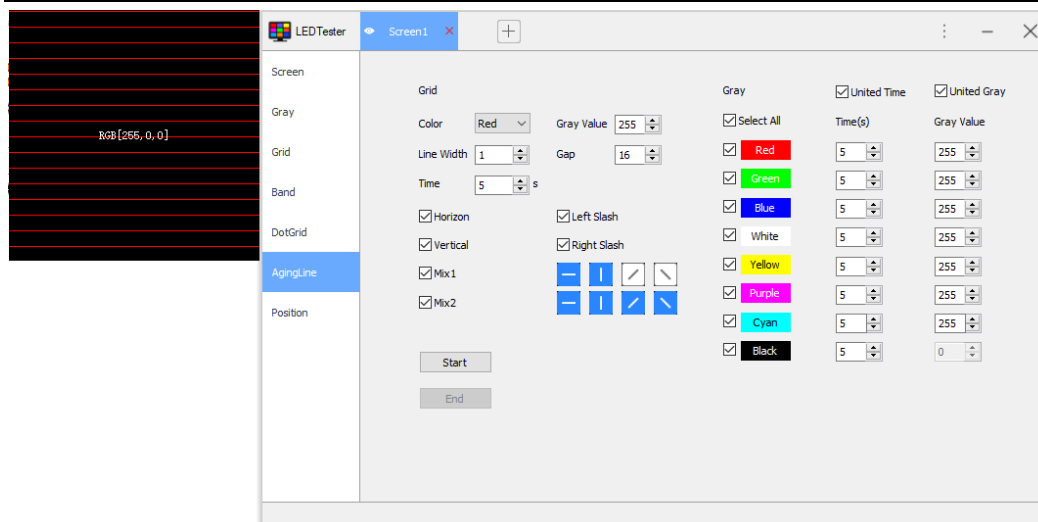 RGB[255,0,0]
LEDTester
Screen1
Screen
Gray
Grid
Band
DotGrid
AgingLine
Position
Grid
Color Red Gray Value 255
Line Width 1 Gap 16
Time 5 s
Horizon Left Slash
Vertical Right Slash
Mix1
Mix2
Start
End
Gray United Time United Gray
Select All Time(s) Gray Value
Red 5 255
Green 5 255
Blue 5 255
White 5 255
Yellow 5 255
Purple 5 255
Cyan 5 255
Black 5 0